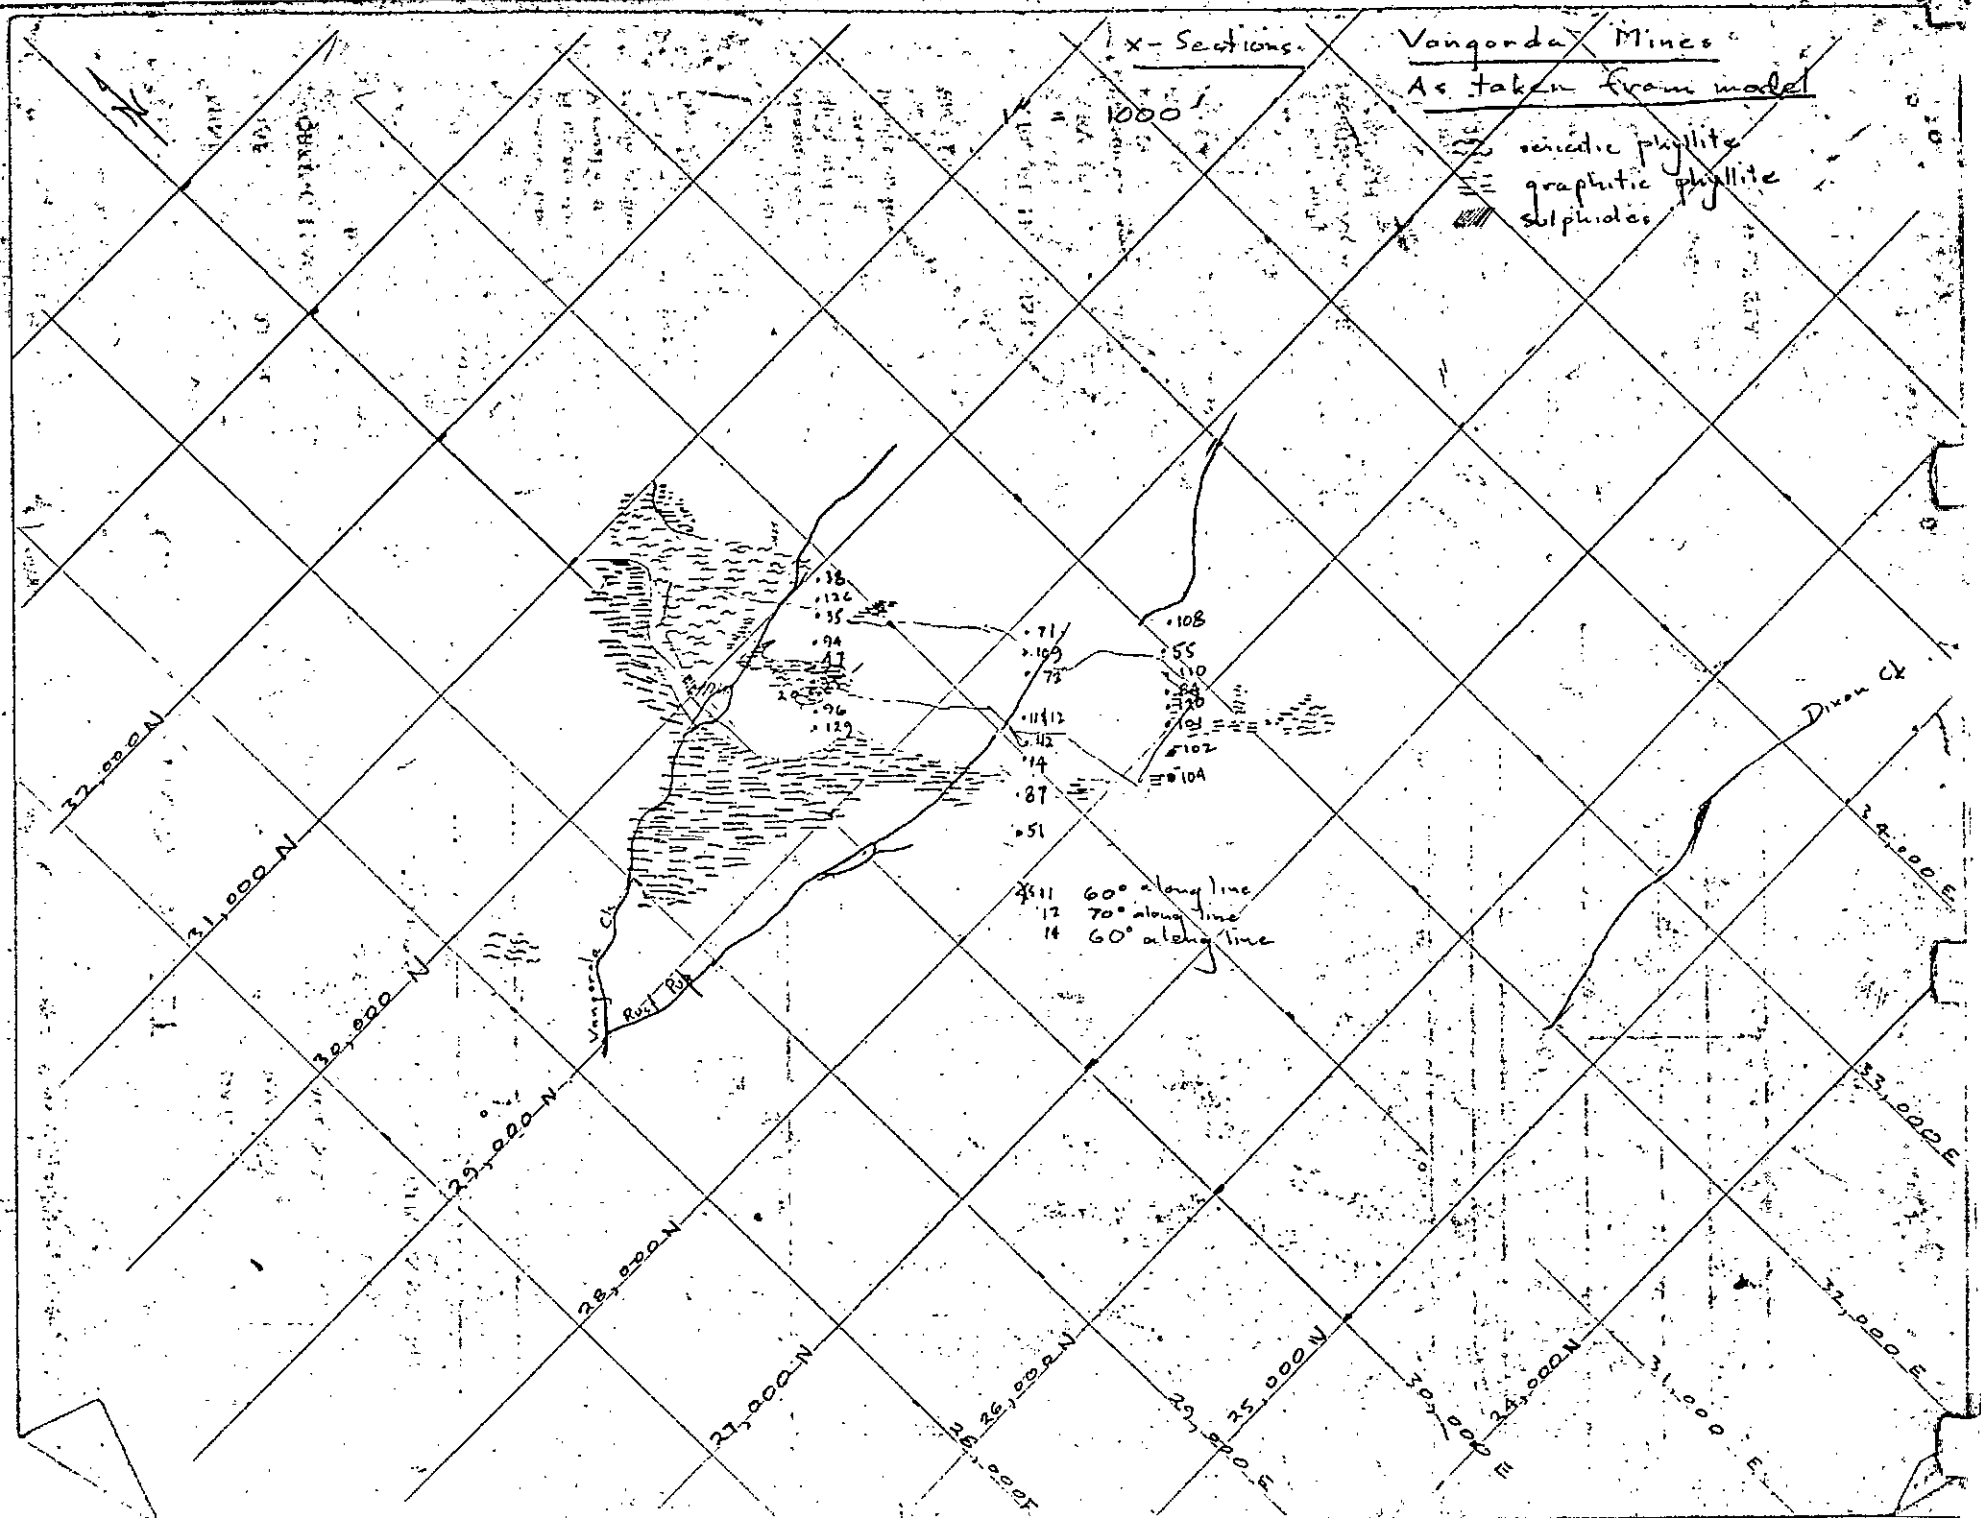 x-Sections.
Vangorda Mines
As taken from model
1" = 1000'
N
sericitic phyllite
graphitic phyllite
sulphides
.38
.126
.35
.94
.96
.129
.71
.109
.73
.11&12
.42
.14
.87
.51
.108
.55
110
.101
102
104
11 60° along line
12 70° along line
14 60° along line
Vangorda Ck
Rust Pup
Dixon Ck
32,000 N
31,000 N
30,000 N
29,000 N
28,000 N
27,000 N
26,000 N
25,000 N
24,000 N
28,000 E
29,000 E
30,000 E
31,000 E
32,000 E
33,000 E
34,000 E